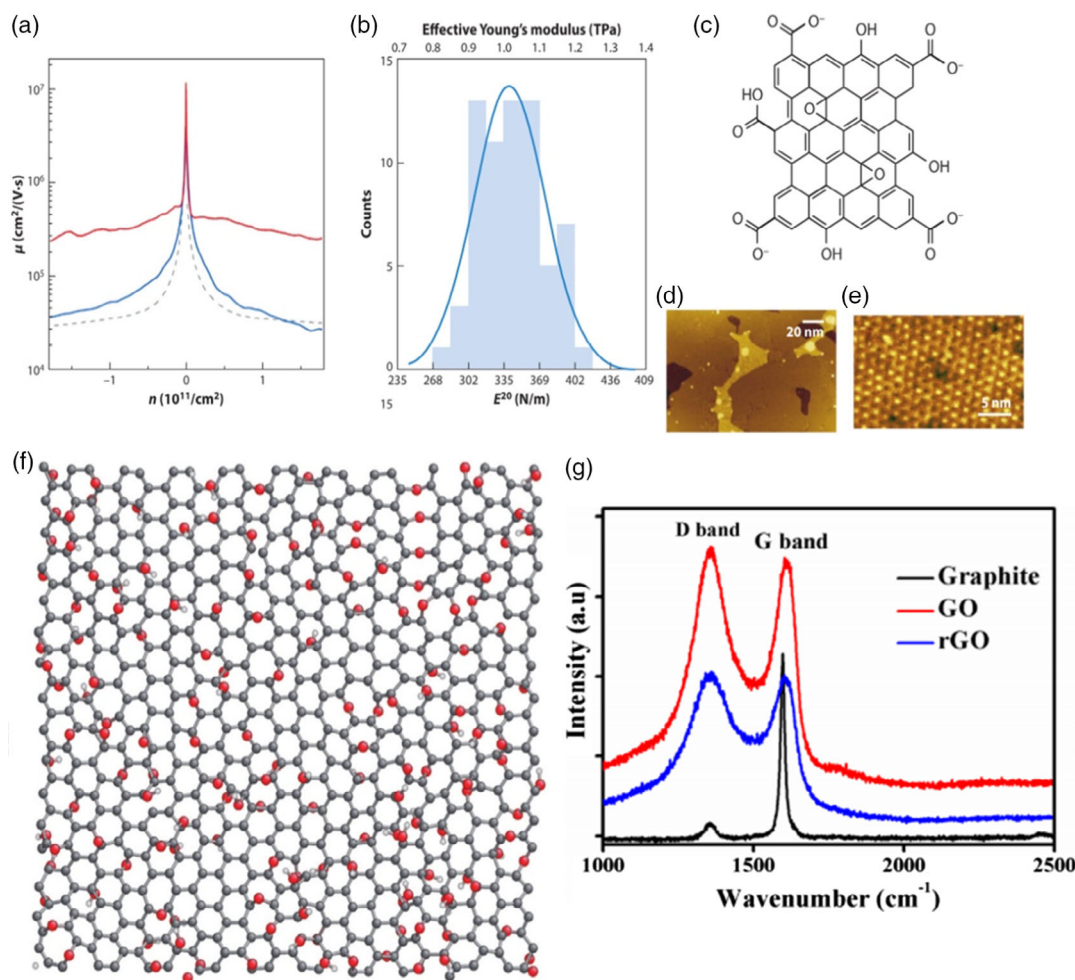 (a)
10⁷
10⁶
10⁵
10⁴
μ (cm²/(V·s)
−1 0 1
n (10¹¹/cm²)
(b)
Effective Young's modulus (TPa)
0.7 0.8 0.9 1.0 1.1 1.2 1.3 1.4
15
10
5
0
Counts
235 268 302 335 369 402 436 409
15
E²⁰ (N/m)
(c)
O
O⁻
OH
O
O⁻
HO
O
O
O
OH
O
O⁻
OH
O
O⁻
(d)
20 nm
(e)
5 nm
(f)
(g)
D band
G band
Graphite
GO
rGO
Intensity (a.u)
1000 1500 2000 2500
Wavenumber (cm⁻¹)